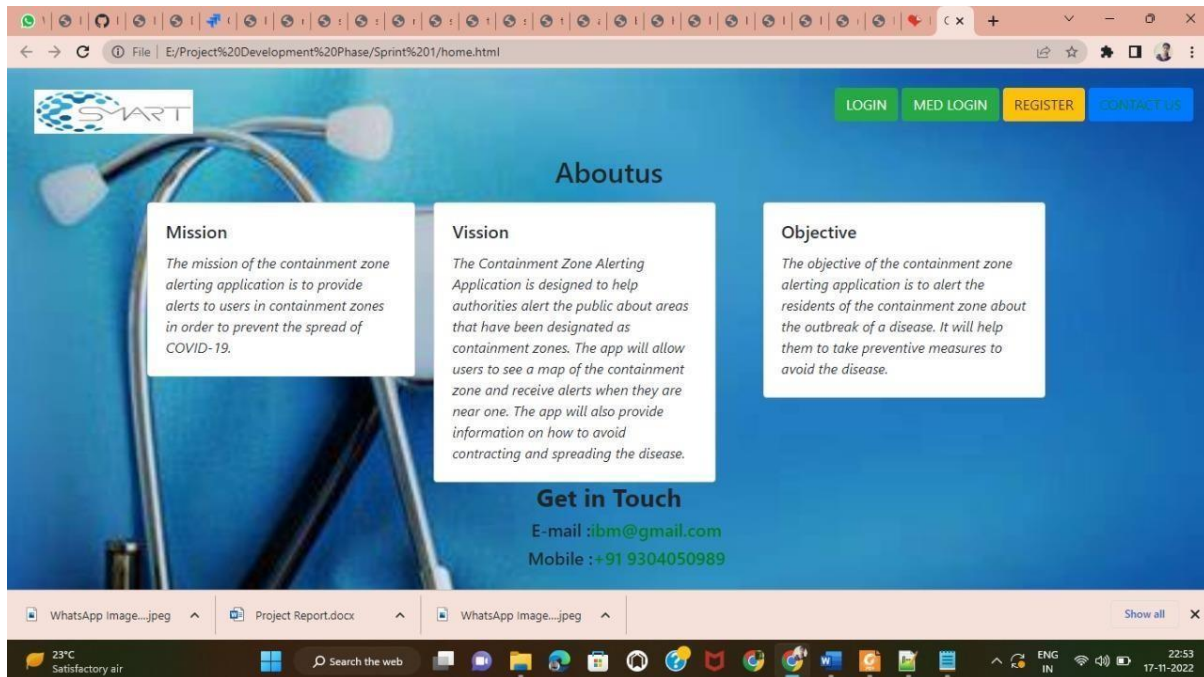 File E:/Project%20Development%20Phase/Sprint%201/home.html
SMART
LOGIN MED LOGIN REGISTER CONTACT US
Aboutus
Mission
The mission of the containment zone
alerting application is to provide
alerts to users in containment zones
in order to prevent the spread of
COVID-19.
Vission
The Containment Zone Alerting
Application is designed to help
authorities alert the public about areas
that have been designated as
containment zones. The app will allow
users to see a map of the containment
zone and receive alerts when they are
near one. The app will also provide
information on how to avoid
contracting and spreading the disease.
Objective
The objective of the containment zone
alerting application is to alert the
residents of the containment zone about
the outbreak of a disease. It will help
them to take preventive measures to
avoid the disease.
Get in Touch
E-mail :ibm@gmail.com
Mobile :+91 9304050989
WhatsApp Image....jpeg Project Report.docx WhatsApp Image....jpeg Show all
23°C
Satisfactory air
Search the web
ENG
IN
22:53
17-11-2022